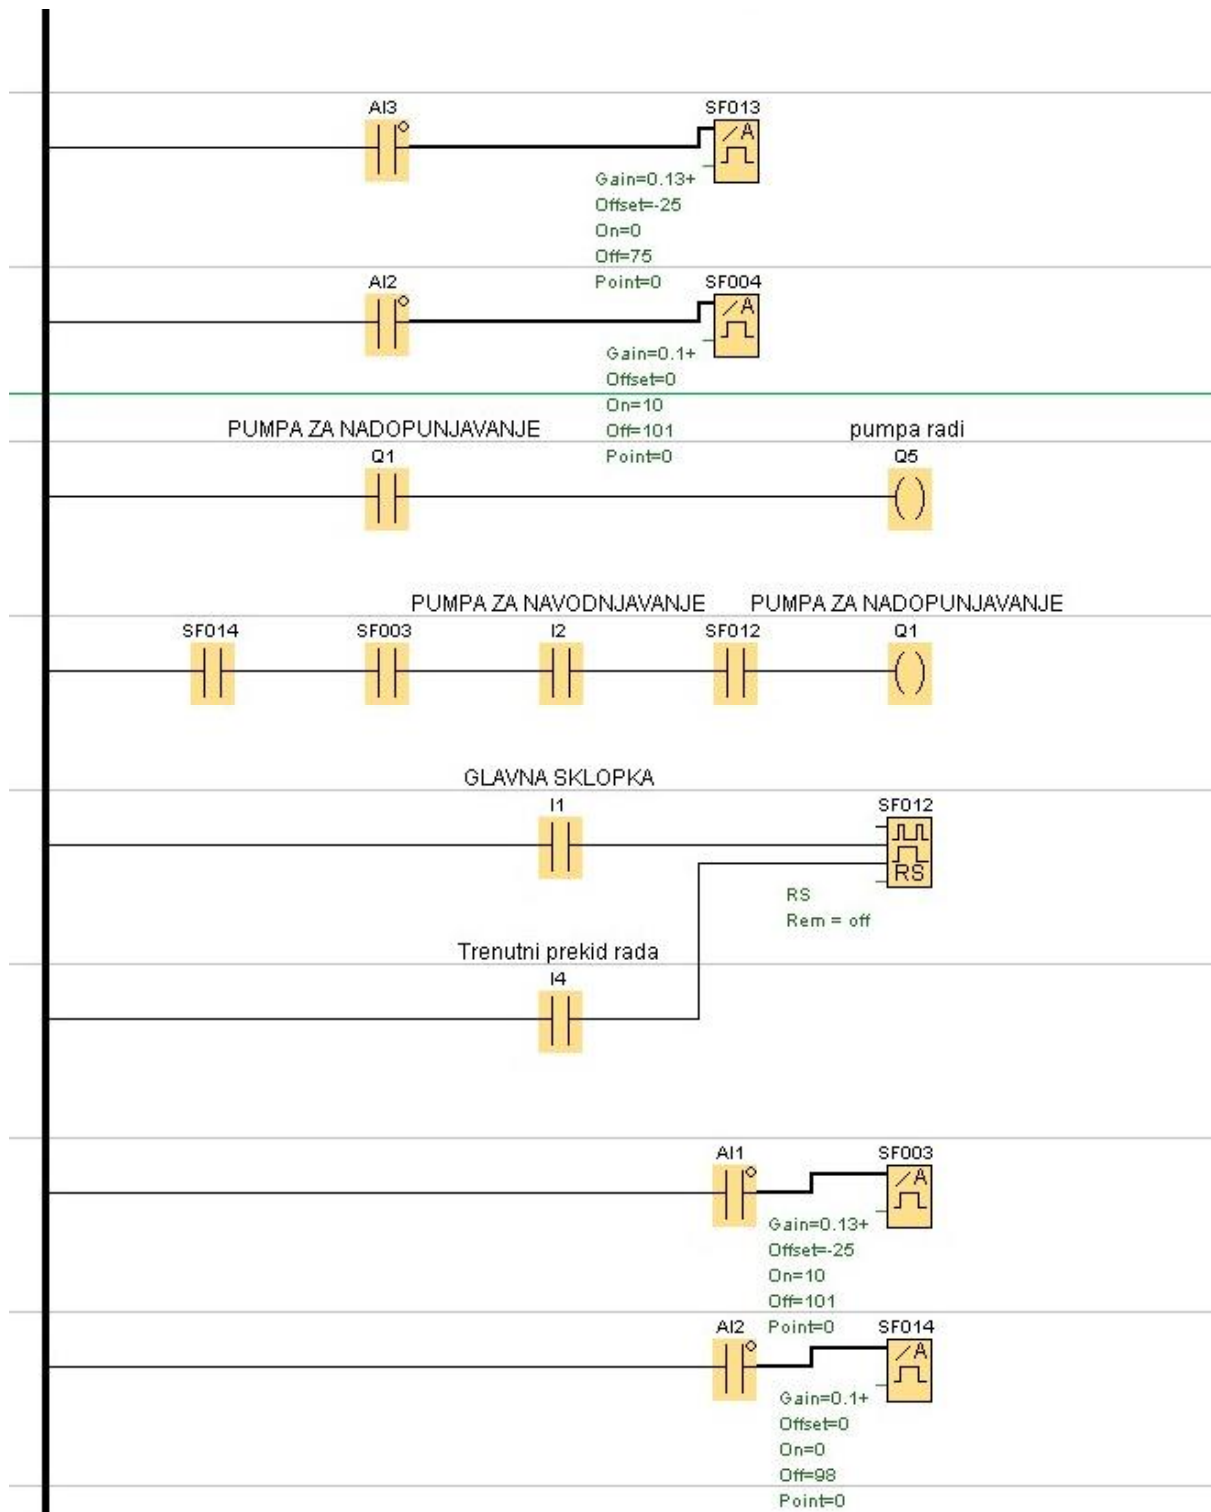 AI3
SF013
Gain=0.13+
Offset=-25
On=0
Off=75
Point=0
AI2
SF004
Gain=0.1+
Offset=0
On=10
Off=101
Point=0
PUMPA ZA NADOPUNJAVANJE
pumpa radi
Q1
Q5
PUMPA ZA NAVODNJAVANJE
PUMPA ZA NADOPUNJAVANJE
SF014
SF003
I2
SF012
Q1
GLAVNA SKLOPKA
I1
SF012
RS
RS
Rem = off
Trenutni prekid rada
I4
AI1
SF003
Gain=0.13+
Offset=-25
On=10
Off=101
Point=0
AI2
SF014
Gain=0.1+
Offset=0
On=0
Off=98
Point=0
/A
/A
/A
/A